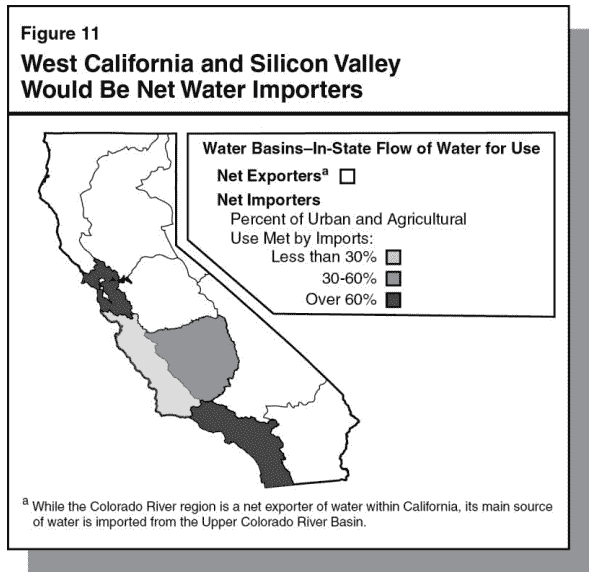 Figure 11
West California and Silicon Valley
Would Be Net Water Importers
Water Basins–In-State Flow of Water for Use
Net Exportersa
Net Importers
Percent of Urban and Agricultural
Use Met by Imports:
Less than 30%
30-60%
Over 60%
a While the Colorado River region is a net exporter of water within California, its main source
of water is imported from the Upper Colorado River Basin.